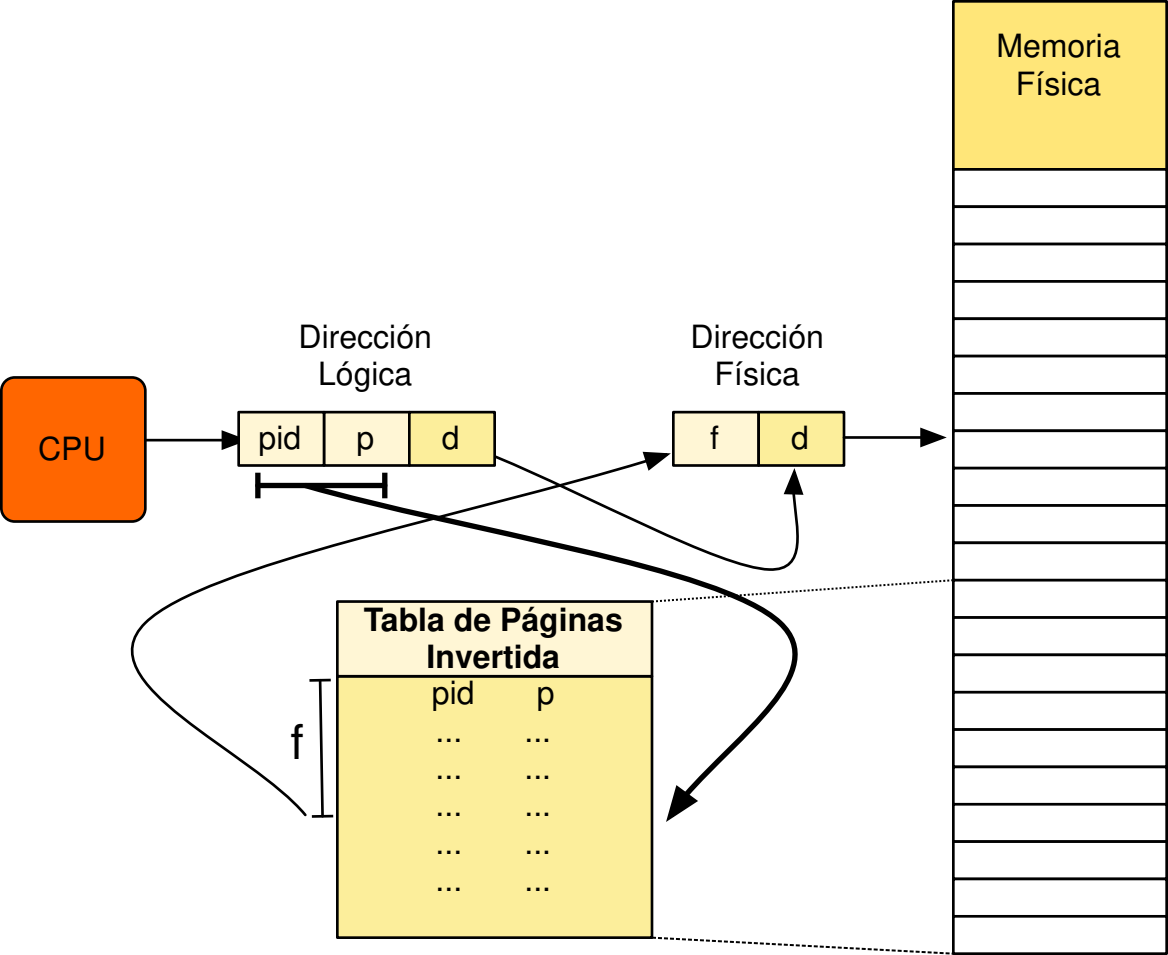 Memoria
Física
Dirección
Lógica
Dirección
Física
CPU
pid p d
f d
Tabla de Páginas
Invertida
pid p
... ...
... ...
... ...
... ...
... ...
f